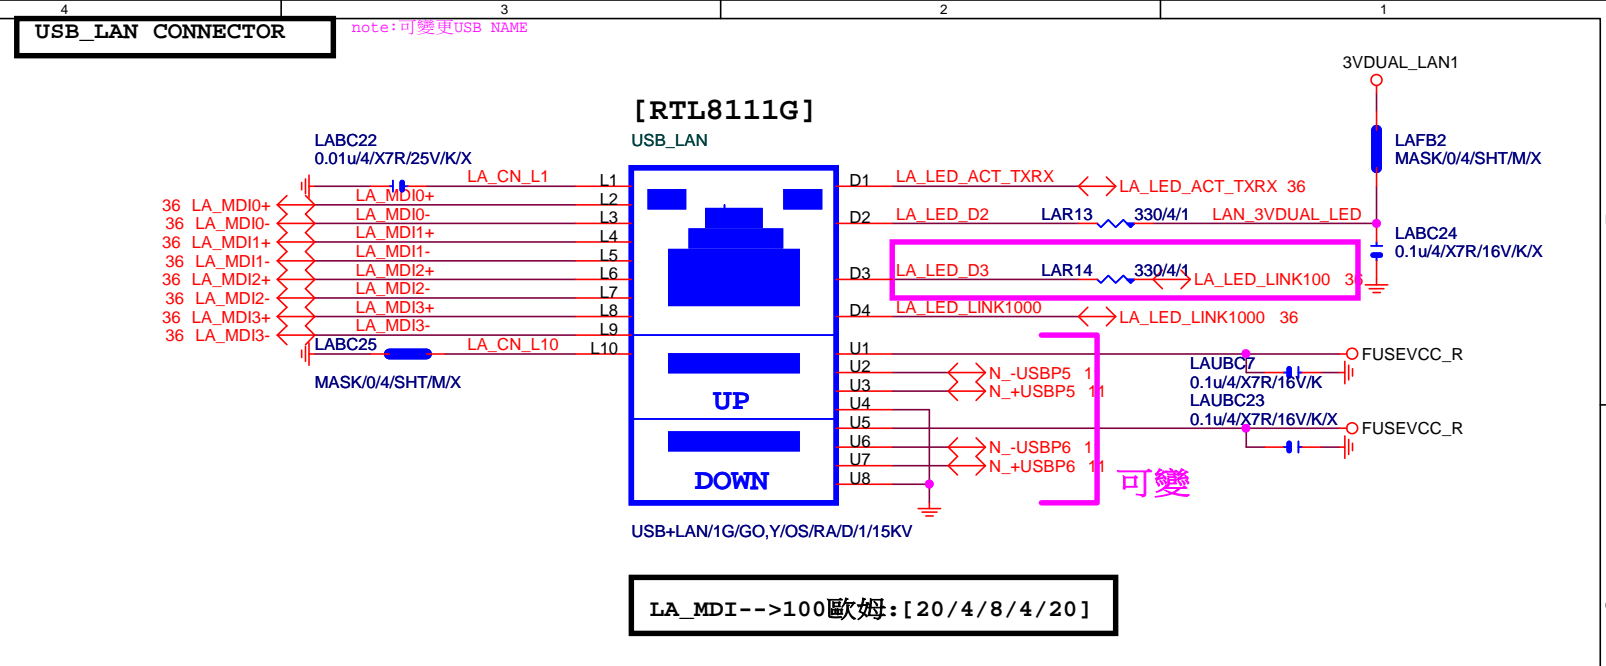 4 3 2 1
USB_LAN CONNECTOR
note:可變更USB NAME
3VDUAL_LAN1
[RTL8111G]
USB_LAN
LABC22
0.01u/4/X7R/25V/K/X
LAFB2
MASK/0/4/SHT/M/X
LA_CN_L1 L1
D1 LA_LED_ACT_TXRX LA_LED_ACT_TXRX 36
36 LA_MDI0+ LA_MDI0+ L2
36 LA_MDI0- LA_MDI0- L3
D2 LA_LED_D2 LAR13 330/4/1 LAN_3VDUAL_LED
36 LA_MDI1+ LA_MDI1+ L4
LABC24
0.1u/4/X7R/16V/K/X
36 LA_MDI1- LA_MDI1- L5
36 LA_MDI2+ LA_MDI2+ L6
D3 LA_LED_D3 LAR14 330/4/1 LA_LED_LINK100 36
36 LA_MDI2- LA_MDI2- L7
36 LA_MDI3+ LA_MDI3+ L8
D4 LA_LED_LINK1000 LA_LED_LINK1000 36
36 LA_MDI3- LA_MDI3- L9
LABC25 LA_CN_L10 L10
MASK/0/4/SHT/M/X
U1 FUSEVCC_R
LAUBC7
0.1u/4/X7R/16V/K
U2 N_-USBP5 1
U3 N_+USBP5 11
U4
LAUBC23
0.1u/4/X7R/16V/K/X
U5 FUSEVCC_R
U6 N_-USBP6 1
U7 N_+USBP6 11
U8
UP
DOWN
可變
USB+LAN/1G/GO,Y/OS/RA/D/1/15KV
LA_MDI-->100歐姆:[20/4/8/4/20]